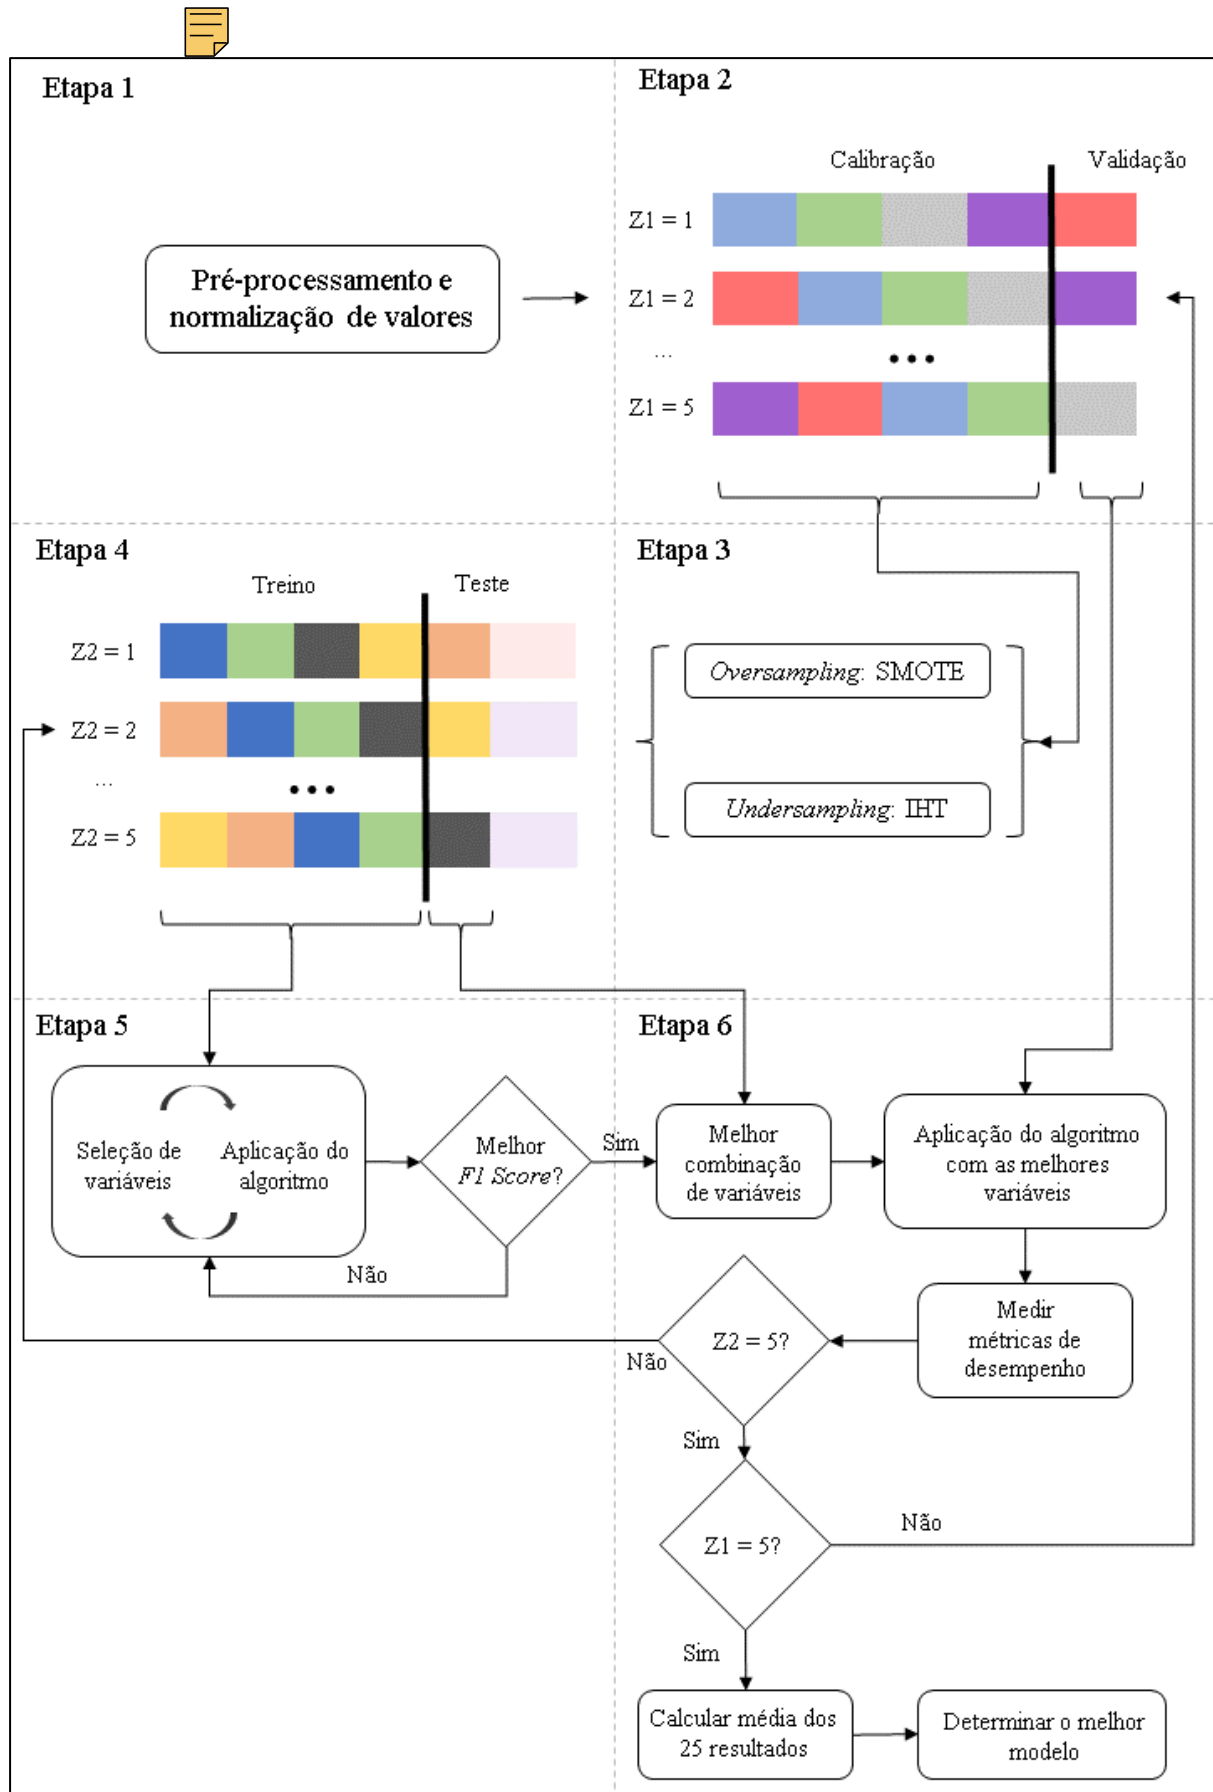 Etapa 1
Pré-processamento e
normalização de valores
Etapa 2
Calibração
Validação
Z1 = 1
Z1 = 2
...
•••
Z1 = 5
Etapa 3
Oversampling: SMOTE
Undersampling: IHT
Etapa 4
Treino
Teste
Z2 = 1
Z2 = 2
...
•••
Z2 = 5
Etapa 5
Seleção de
variáveis
Aplicação do
algoritmo
Melhor
F1 Score?
Sim
Não
Etapa 6
Melhor
combinação
de variáveis
Aplicação do algoritmo
com as melhores
variáveis
Medir
métricas de
desempenho
Z2 = 5?
Não
Sim
Z1 = 5?
Não
Sim
Calcular média dos
25 resultados
Determinar o melhor
modelo